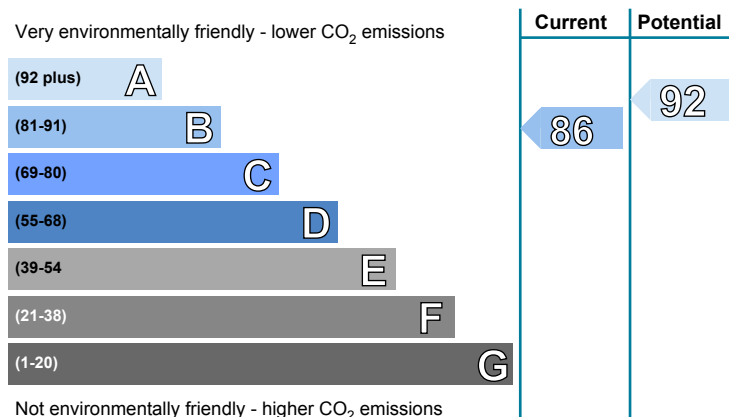 Very environmentally friendly - lower CO₂ emissions
Current
Potential
(92 plus) A
(81-91) B
(69-80) C
(55-68) D
(39-54 E
(21-38) F
(1-20) G
86
92
Not environmentally friendly - higher CO₂ emissions